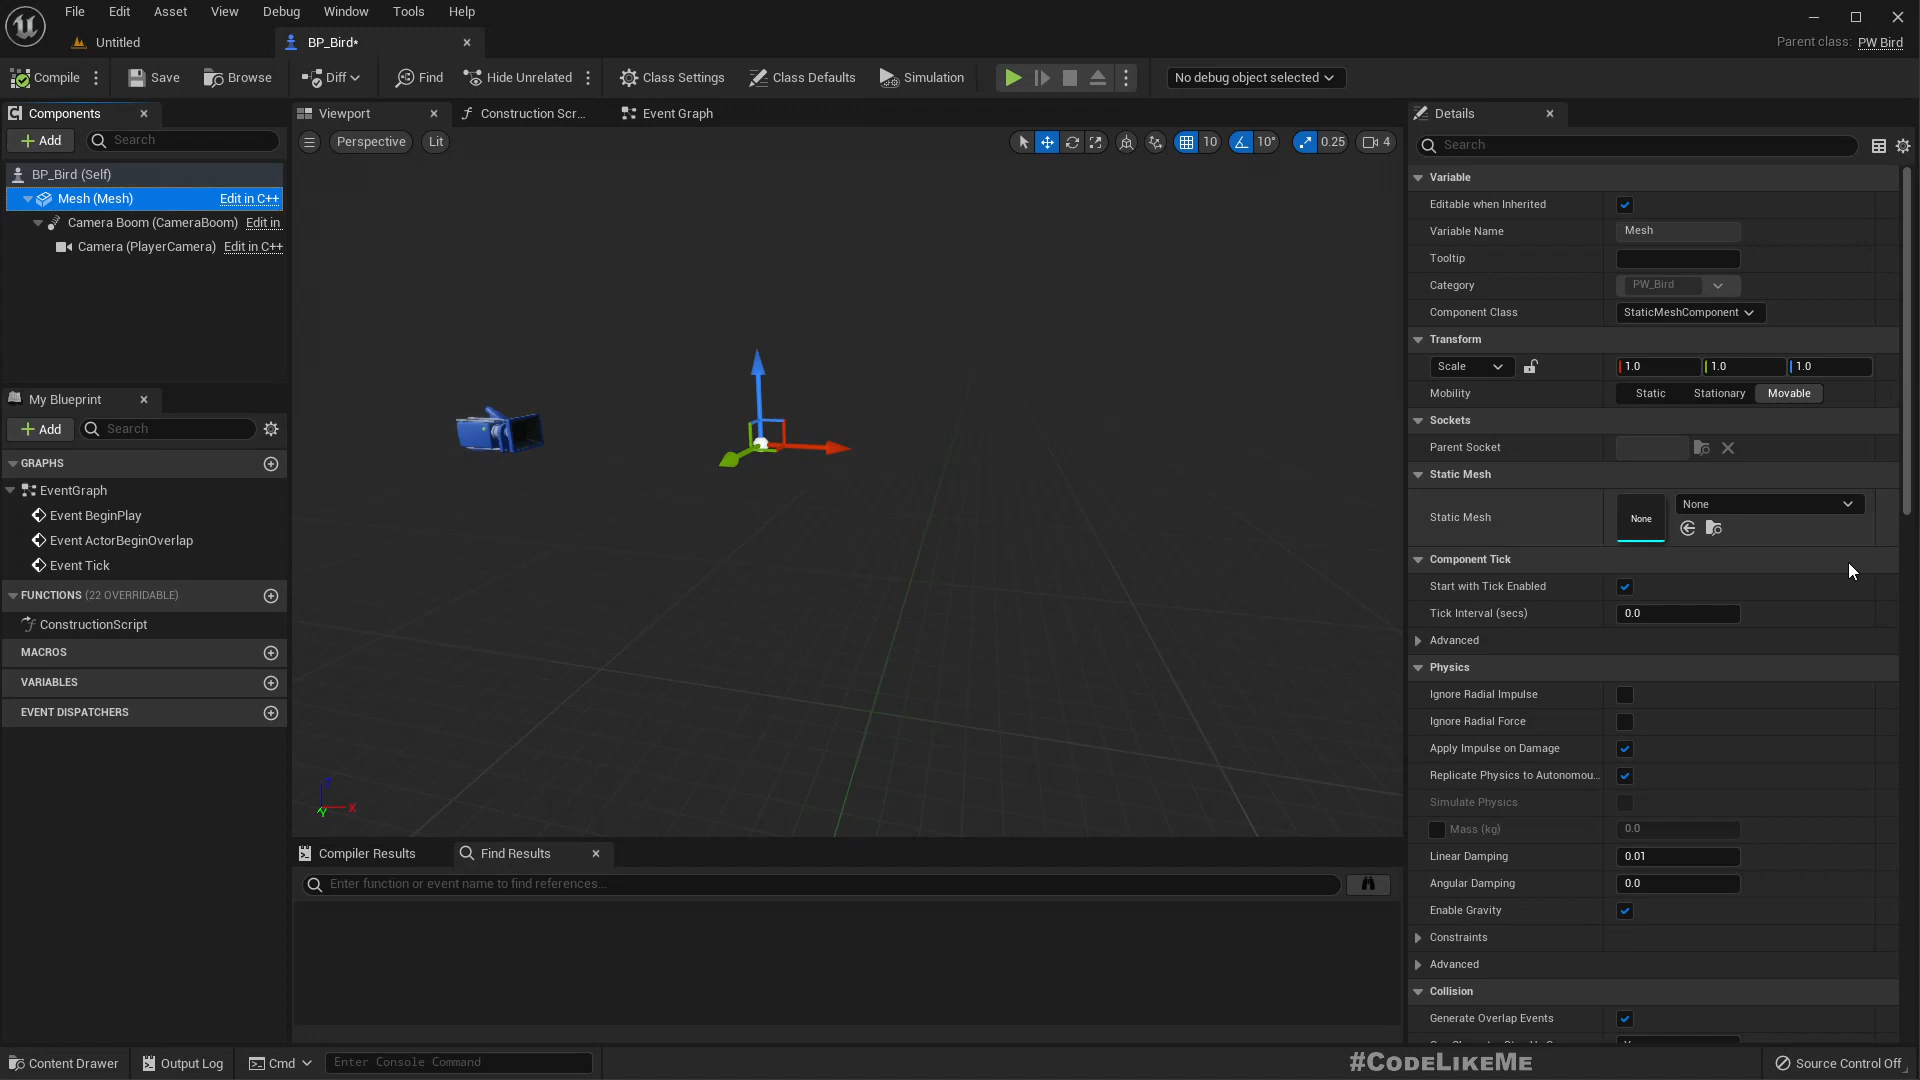 File Edit Asset View Debug Window Tools Help
Untitled BP_Bird*
Parent class: PW Bird
Compile Save Browse Diff Find Hide Unrelated Class Settings Class Defaults Simulation No debug object selected
Components
Add Search
BP_Bird (Self)
Mesh (Mesh) Edit in C++
Camera Boom (CameraBoom) Edit in
Camera (PlayerCamera) Edit in C++
My Blueprint
Add Search
GRAPHS
EventGraph
Event BeginPlay
Event ActorBeginOverlap
Event Tick
FUNCTIONS (22 OVERRIDABLE)
ConstructionScript
MACROS
VARIABLES
EVENT DISPATCHERS
Viewport Construction Scr... Event Graph
Perspective Lit 10 10° 0.25 4
X
Compiler Results Find Results
Enter function or event name to find references...
Details
Search
Variable
Editable when Inherited
Variable Name Mesh
Tooltip
Category PW_Bird
Component Class StaticMeshComponent
Transform
Scale 1.0 1.0 1.0
Mobility Static Stationary Movable
Sockets
Parent Socket
Static Mesh
Static Mesh None None
Component Tick
Start with Tick Enabled
Tick Interval (secs) 0.0
Advanced
Physics
Ignore Radial Impulse
Ignore Radial Force
Apply Impulse on Damage
Replicate Physics to Autonomou...
Simulate Physics
Mass (kg) 0.0
Linear Damping 0.01
Angular Damping 0.0
Enable Gravity
Constraints
Advanced
Collision
Generate Overlap Events
Content Drawer Output Log Cmd Enter Console Command #CodeLikeMe Source Control Off